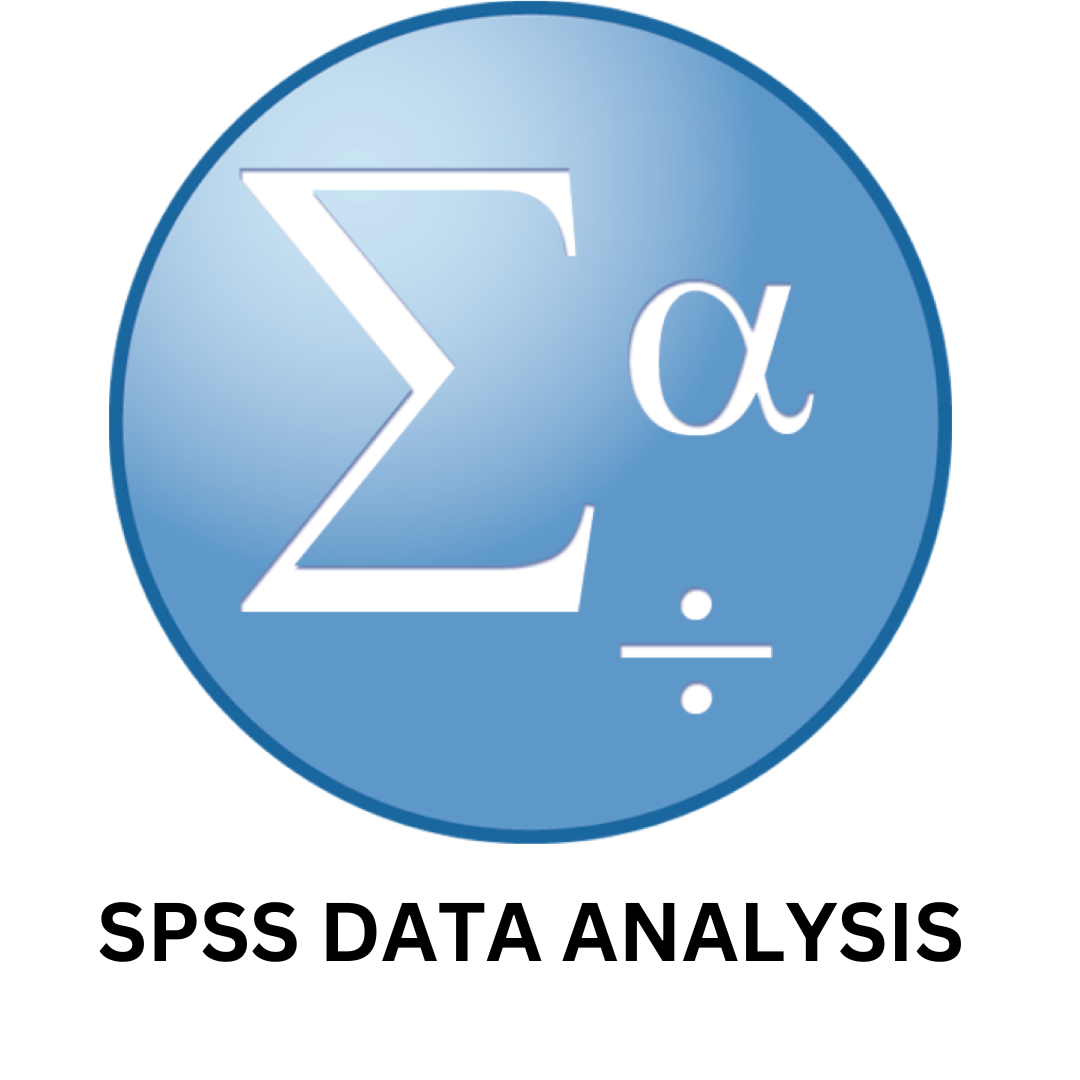 Σ α
÷
SPSS DATA ANALYSIS